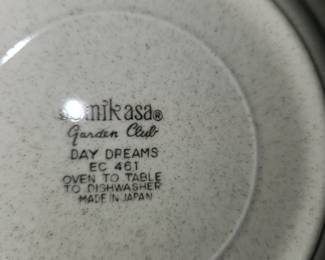 mikasa®
Garden Club
DAY DREAMS
EC 461
OVEN TO TABLE
TO DISHWASHER
MADE IN JAPAN